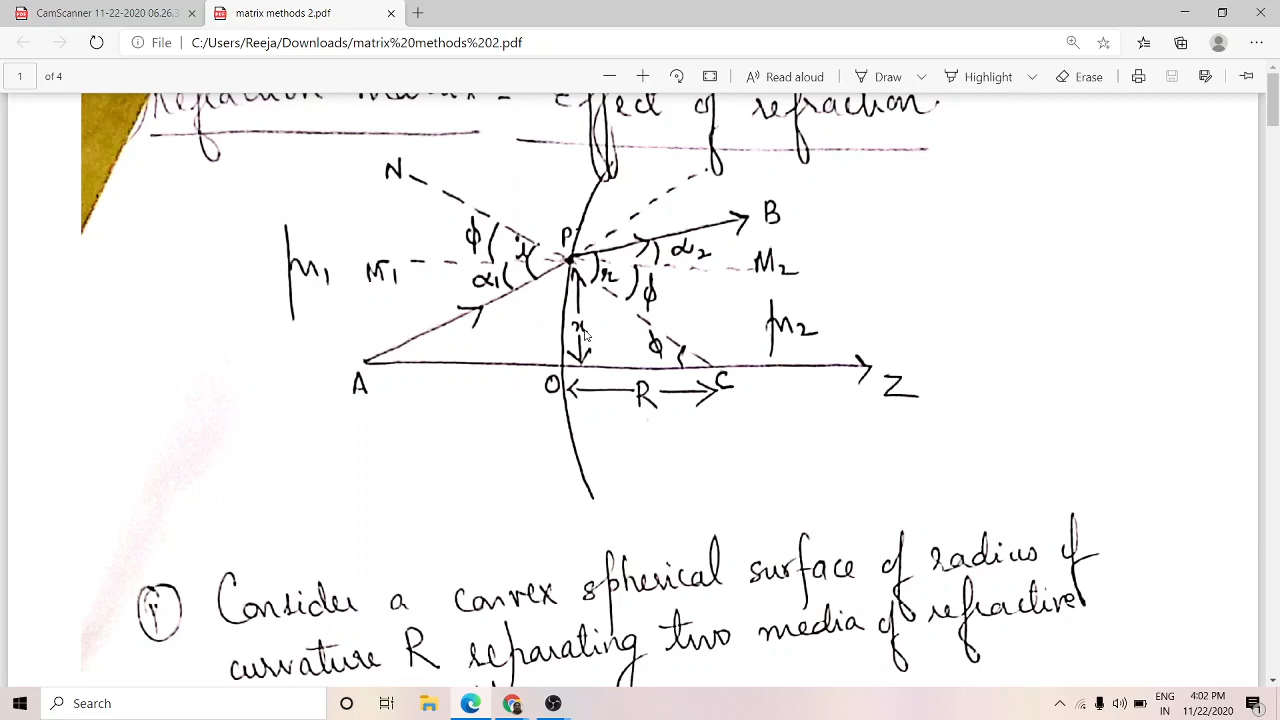 CamScanner 11-22-2020 06.26.3
matrix methods 2.pdf
File
C:/Users/Reeja/Downloads/matrix%20methods%202.pdf
1 of 4
Read aloud
Draw
Highlight
Erase
Refraction Matrix - Effect of refraction.
N
B
P
ϕ
i
α₂
μ₁
M₁
M₂
α₁
r
ϕ
μ₂
x
ϕ
A
O
R
C
Z
(i) Consider a convex spherical surface of radius of
curvature R separating two media of refractive
Search
EN
IN
4:02 PM
11/22/2020